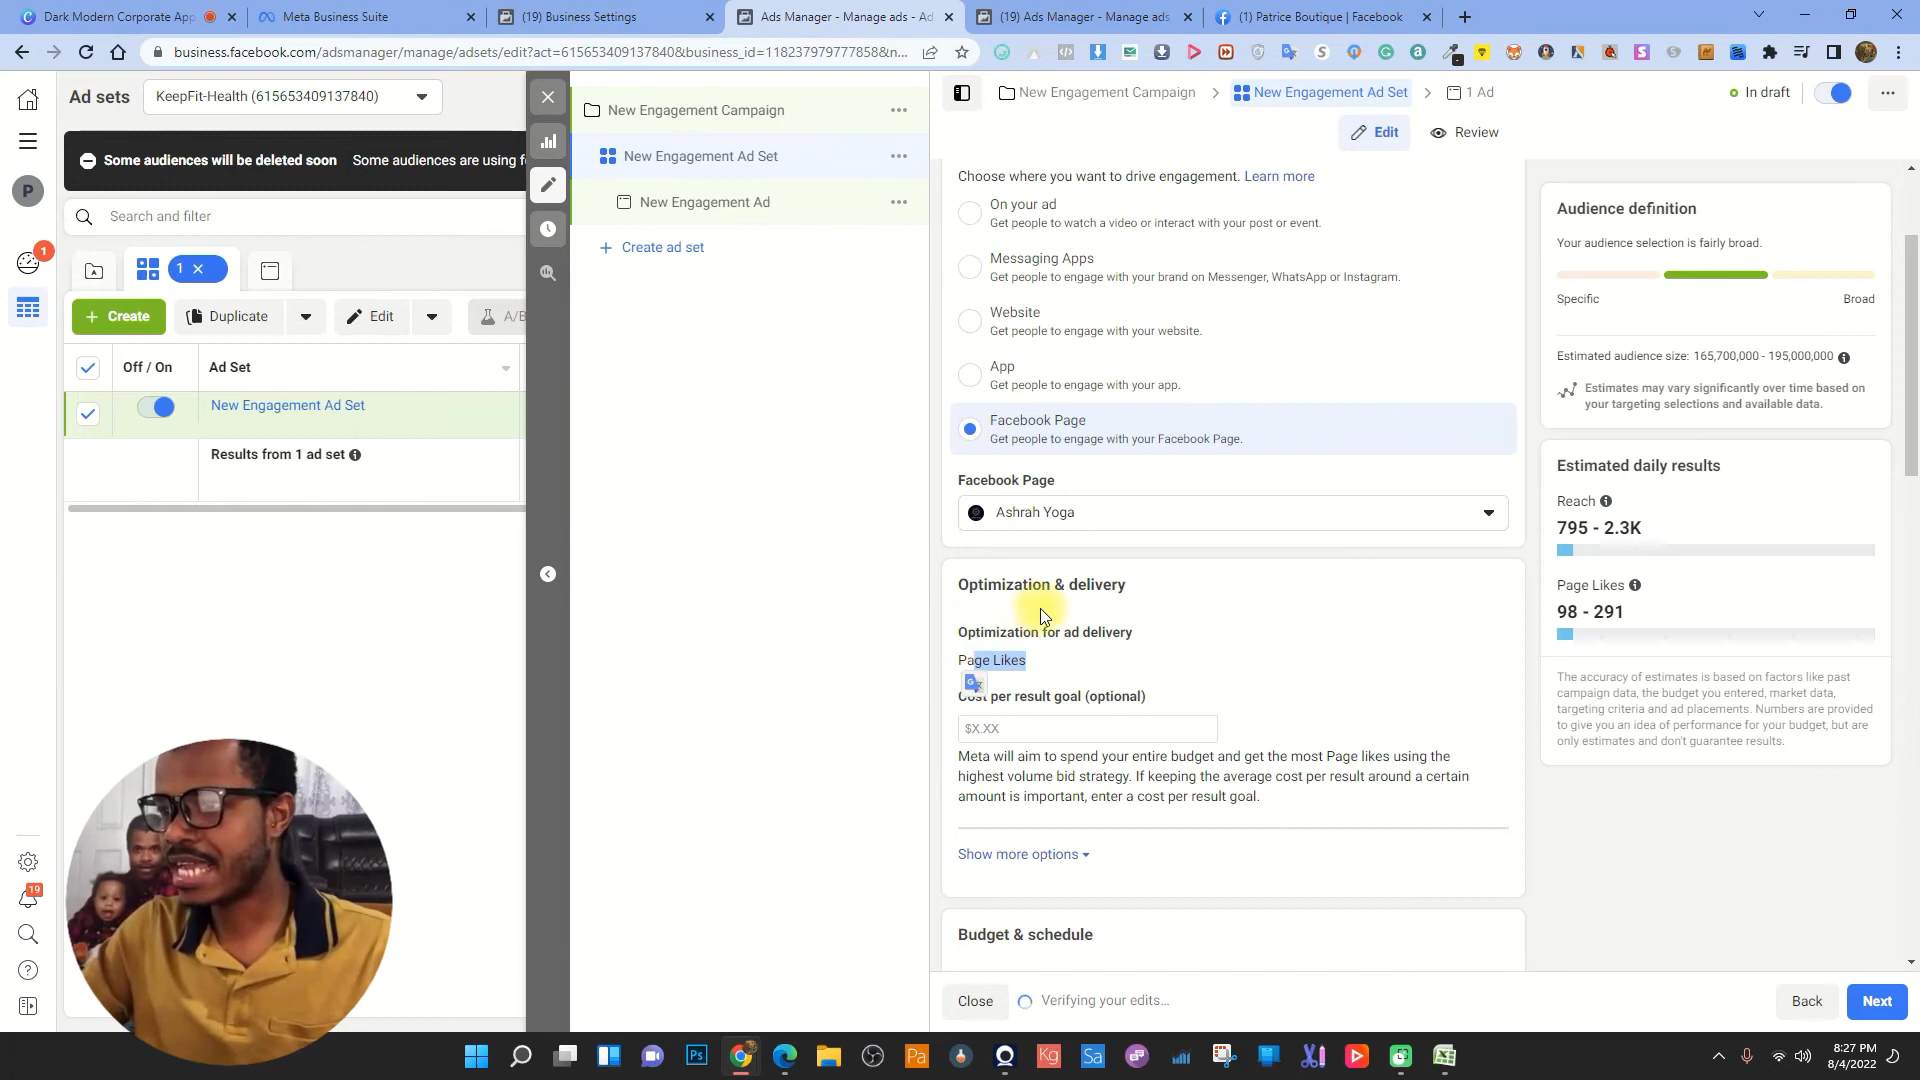 Dark Modern Corporate App
Meta Business Suite
(19) Business Settings
Ads Manager - Manage ads - Ad
(19) Ads Manager - Manage ads
(1) Patrice Boutique | Facebook
business.facebook.com/adsmanager/manage/adsets/edit?act=615653409137840&business_id=118237979777858&n...
Ad sets
KeepFit-Health (615653409137840)
Some audiences will be deleted soon Some audiences are using f
P
Search and filter
1
1
Create
Duplicate
Edit
A/B
Off / On
Ad Set
New Engagement Ad Set
Results from 1 ad set
19
New Engagement Campaign
New Engagement Ad Set
New Engagement Ad
Create ad set
New Engagement Campaign
New Engagement Ad Set
1 Ad
In draft
Edit
Review
Choose where you want to drive engagement. Learn more
On your ad
Get people to watch a video or interact with your post or event.
Messaging Apps
Get people to engage with your brand on Messenger, WhatsApp or Instagram.
Website
Get people to engage with your website.
App
Get people to engage with your app.
Facebook Page
Get people to engage with your Facebook Page.
Facebook Page
Ashrah Yoga
Optimization & delivery
Optimization for ad delivery
Page Likes
Cost per result goal (optional)
$X.XX
Meta will aim to spend your entire budget and get the most Page likes using the
highest volume bid strategy. If keeping the average cost per result around a certain
amount is important, enter a cost per result goal.
Show more options
Budget & schedule
Close
Verifying your edits...
Back
Next
Audience definition
Your audience selection is fairly broad.
Specific
Broad
Estimated audience size: 165,700,000 - 195,000,000
Estimates may vary significantly over time based on
your targeting selections and available data.
Estimated daily results
Reach
795 - 2.3K
Page Likes
98 - 291
The accuracy of estimates is based on factors like past
campaign data, the budget you entered, market data,
targeting criteria and ad placements. Numbers are provided
to give you an idea of performance for your budget, but are
only estimates and don't guarantee results.
Ps
Pa
Kg
Sa
8:27 PM
8/4/2022